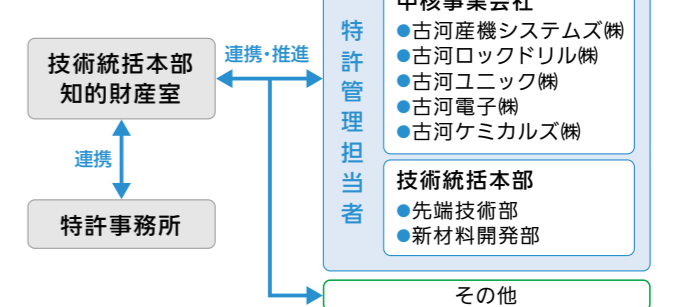 中核事業会社
●古河産機システムズ㈱
●古河ロックドリル㈱
●古河ユニック㈱
●古河電子㈱
●古河ケミカルズ㈱
特許管理担当者
技術統括本部
知的財産室
連携・推進
連携
特許事務所
技術統括本部
●先端技術部
●新材料開発部
その他